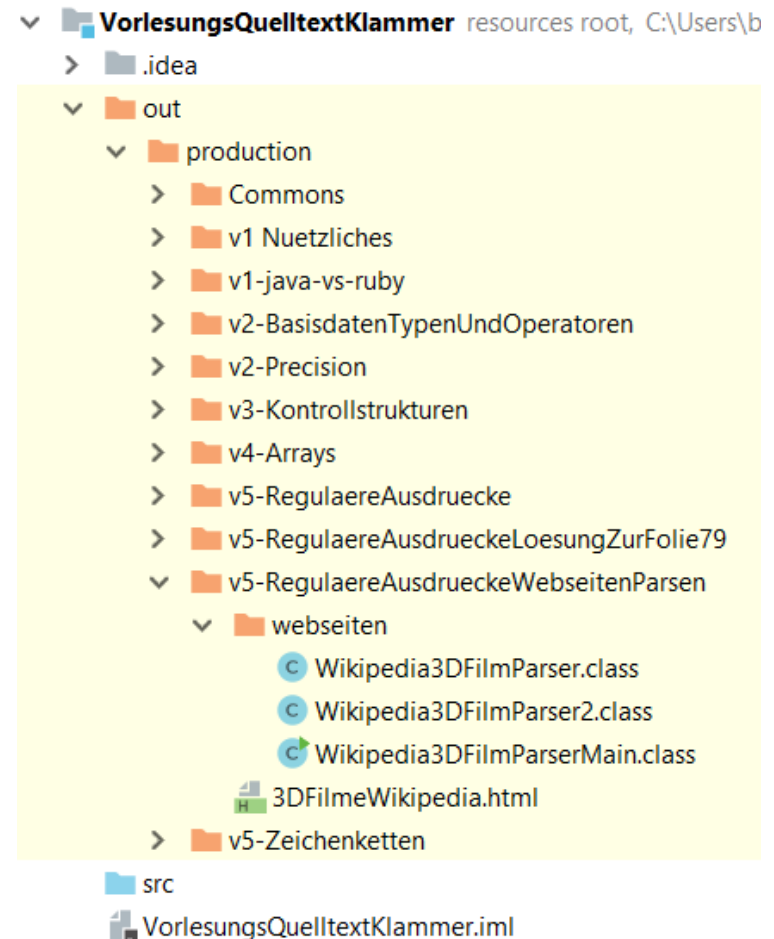 VorlesungsQuelltextKlammer resources root, C:\Users\b
.idea
out
production
Commons
v1 Nuetzliches
v1-java-vs-ruby
v2-BasisdatenTypenUndOperatoren
v2-Precision
v3-Kontrollstrukturen
v4-Arrays
v5-RegulaereAusdruecke
v5-RegulaereAusdrueckeLoesungZurFolie79
v5-RegulaereAusdrueckeWebseitenParsen
webseiten
C Wikipedia3DFilmParser.class
C Wikipedia3DFilmParser2.class
C Wikipedia3DFilmParserMain.class
H 3DFilmeWikipedia.html
v5-Zeichenketten
src
VorlesungsQuelltextKlammer.iml